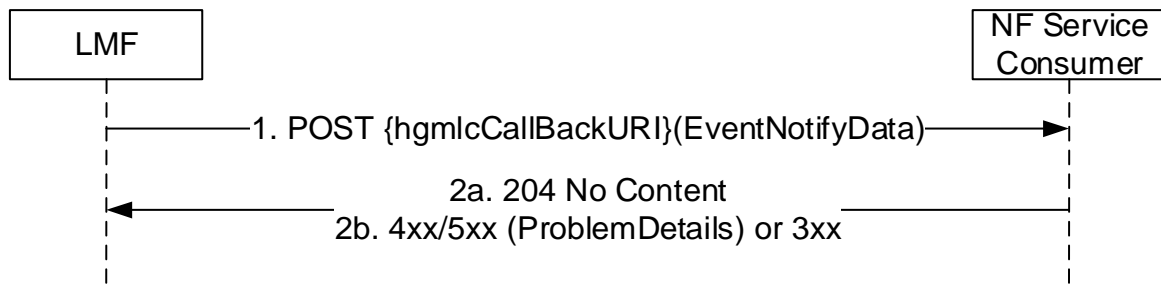 LMF
NF Service
Consumer
1. POST {hgmlcCallBackURI}(EventNotifyData)
2a. 204 No Content
2b. 4xx/5xx (ProblemDetails) or 3xx